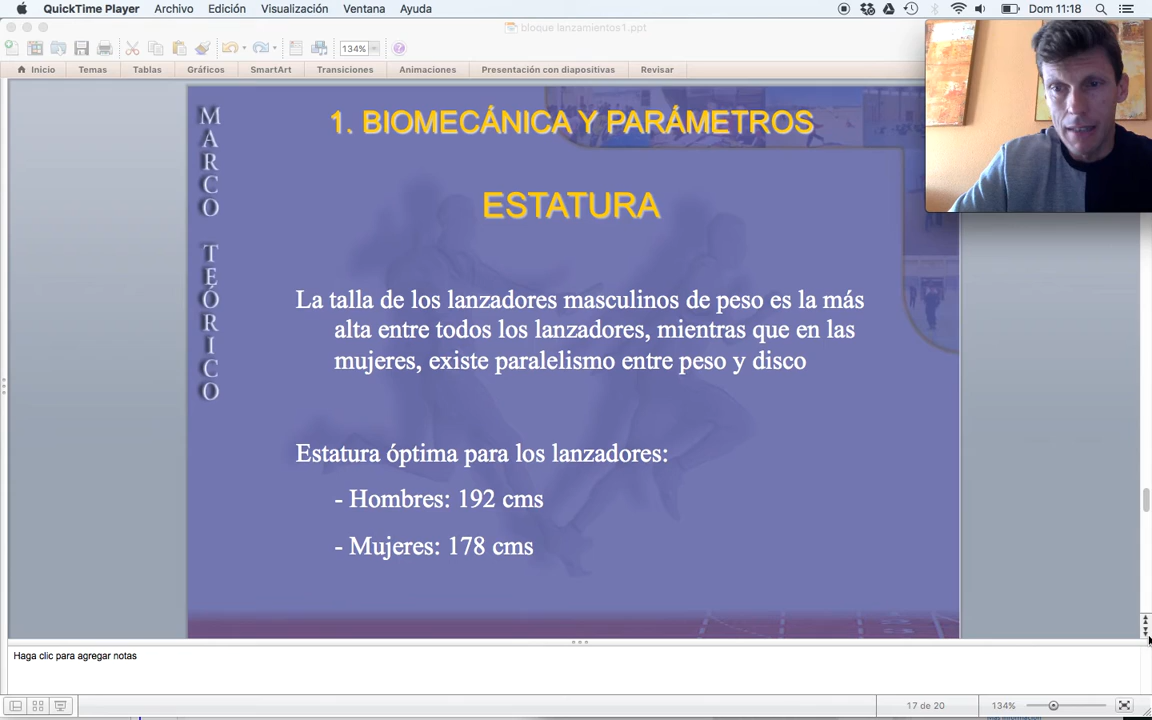 QuickTime Player Archivo Edición Visualización Ventana Ayuda Dom 11:18
bloque lanzamientos1.ppt
134%
Inicio Temas Tablas Gráficos SmartArt Transiciones Animaciones Presentación con diapositivas Revisar
MARCO TEÓRICO
1. BIOMECÁNICA Y PARÁMETROS
ESTATURA
La talla de los lanzadores masculinos de peso es la más
alta entre todos los lanzadores, mientras que en las
mujeres, existe paralelismo entre peso y disco
Estatura óptima para los lanzadores:
- Hombres: 192 cms
- Mujeres: 178 cms
Haga clic para agregar notas
17 de 20 134%